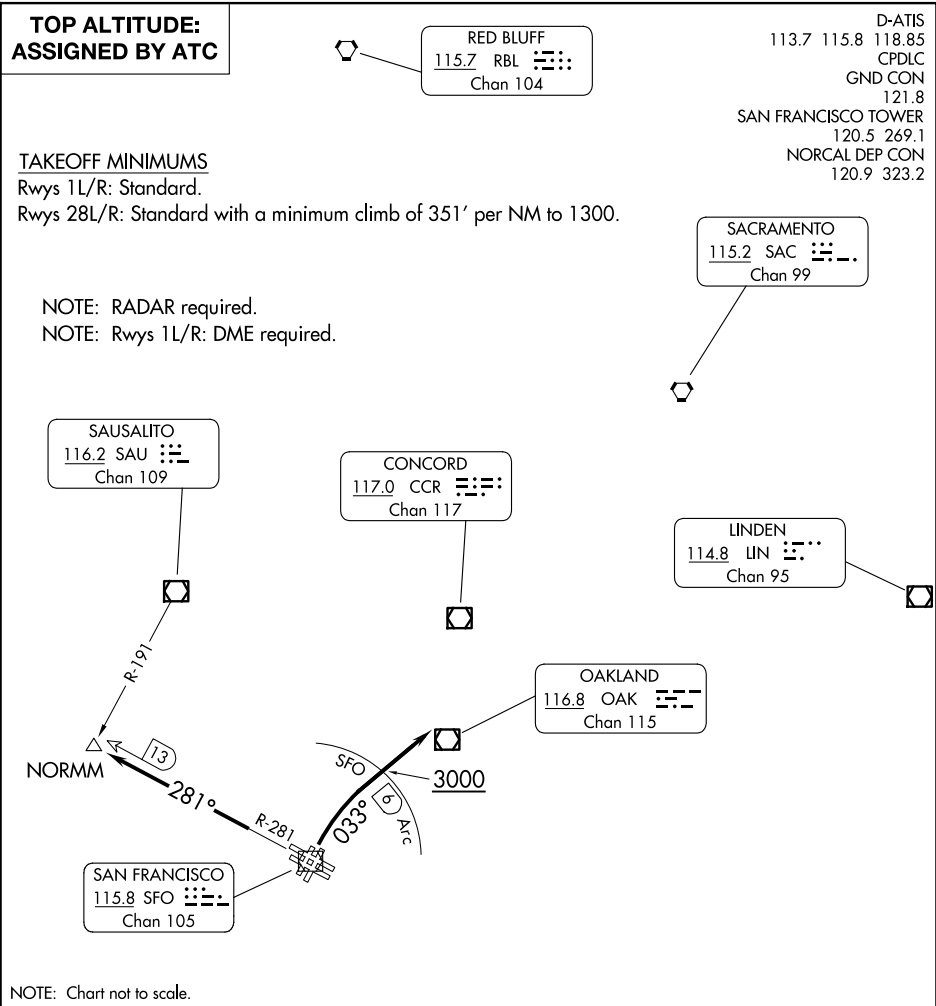 TOP ALTITUDE:
ASSIGNED BY ATC
RED BLUFF
115.7 RBL
Chan 104
D-ATIS
113.7 115.8 118.85
CPDLC
GND CON
121.8
SAN FRANCISCO TOWER
120.5 269.1
NORCAL DEP CON
120.9 323.2
TAKEOFF MINIMUMS
Rwys 1L/R: Standard.
Rwys 28L/R: Standard with a minimum climb of 351' per NM to 1300.
SACRAMENTO
115.2 SAC
Chan 99
NOTE: RADAR required.
NOTE: Rwys 1L/R: DME required.
SAUSALITO
116.2 SAU
Chan 109
CONCORD
117.0 CCR
Chan 117
LINDEN
114.8 LIN
Chan 95
R-191
OAKLAND
116.8 OAK
Chan 115
NORMM
13
281°
R-281
SFO
6
Arc
3000
033°
SAN FRANCISCO
115.8 SFO
Chan 105
NOTE: Chart not to scale.